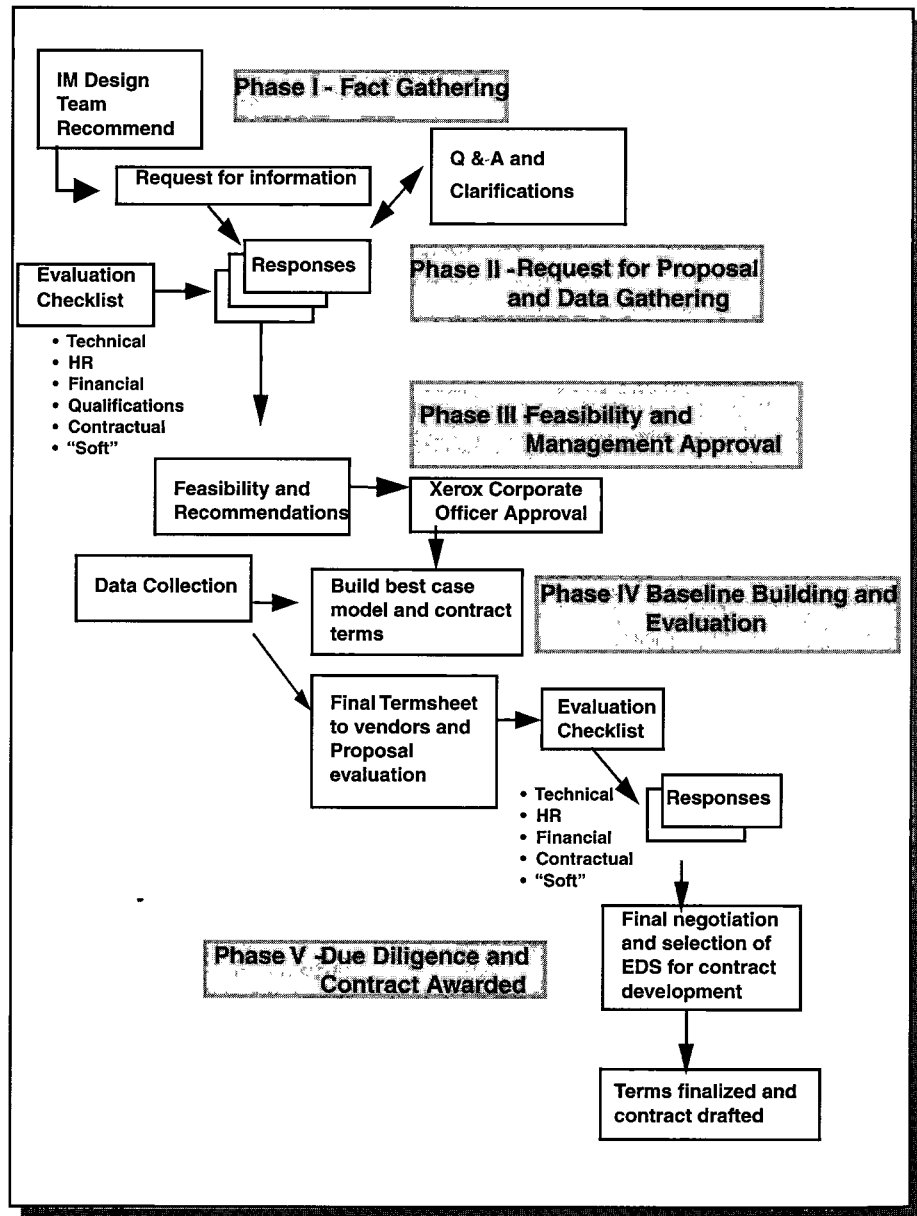 IM Design
Team
Recommend
Phase I - Fact Gathering
Request for information
Q &-A and
Clarifications
Responses
Evaluation
Checklist
• Technical
• HR
• Financial
• Qualifications
• Contractual
• “Soft”
Phase II -Request for Proposal
and Data Gathering
Phase III Feasibility and
Management Approval
Feasibility and
Recommendations
Xerox Corporate
Officer Approval
Data Collection
Build best case
model and contract
terms
Phase IV Baseline Building and
Evaluation
Final Termsheet
to vendors and
Proposal
evaluation
Evaluation
Checklist
• Technical
• HR
• Financial
• Contractual
• “Soft”
Responses
Phase V -Due Diligence and
Contract Awarded
Final negotiation
and selection of
EDS for contract
development
Terms finalized and
contract drafted